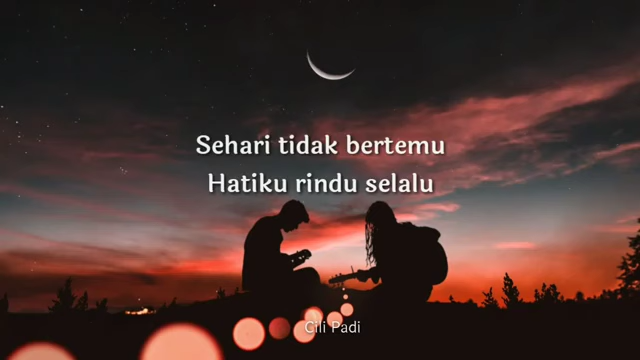 Sehari tidak bertemu
Hatiku rindu selalu
Cili Padi